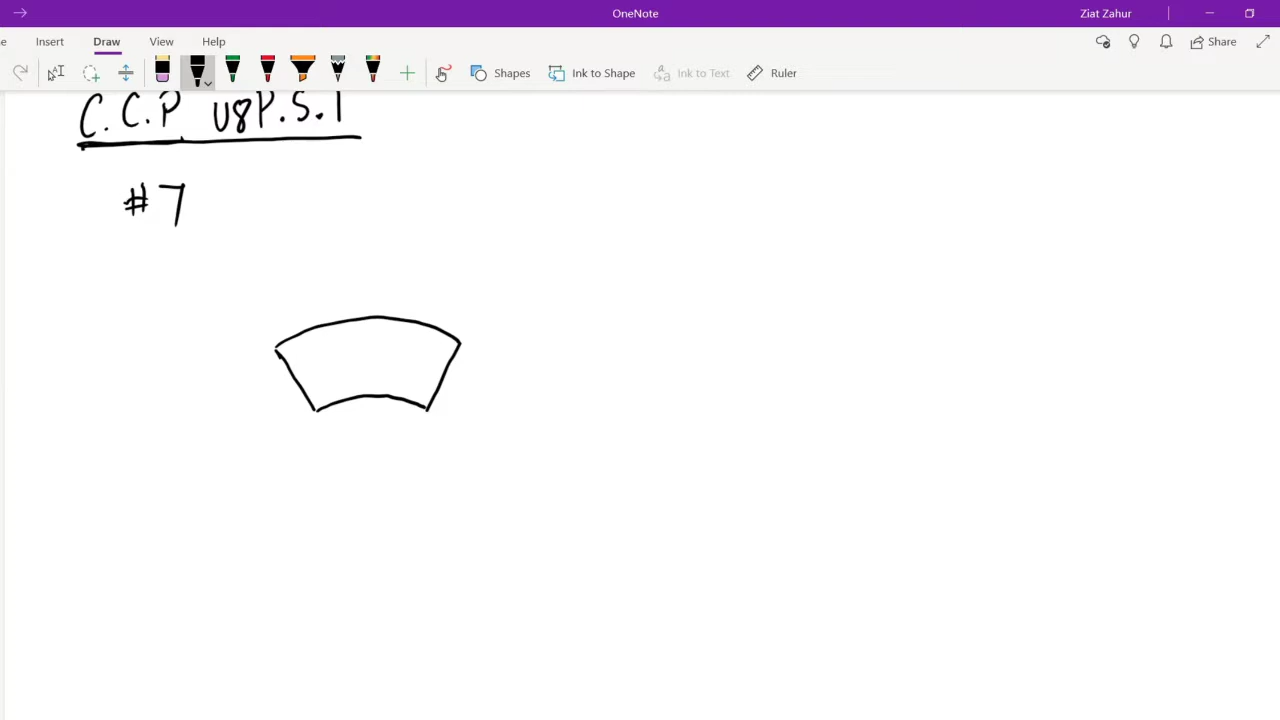 OneNote
Ziat Zahur
Insert Draw View Help
Share
Shapes Ink to Shape Ink to Text Ruler
C.C.P U8P.S.1
#7